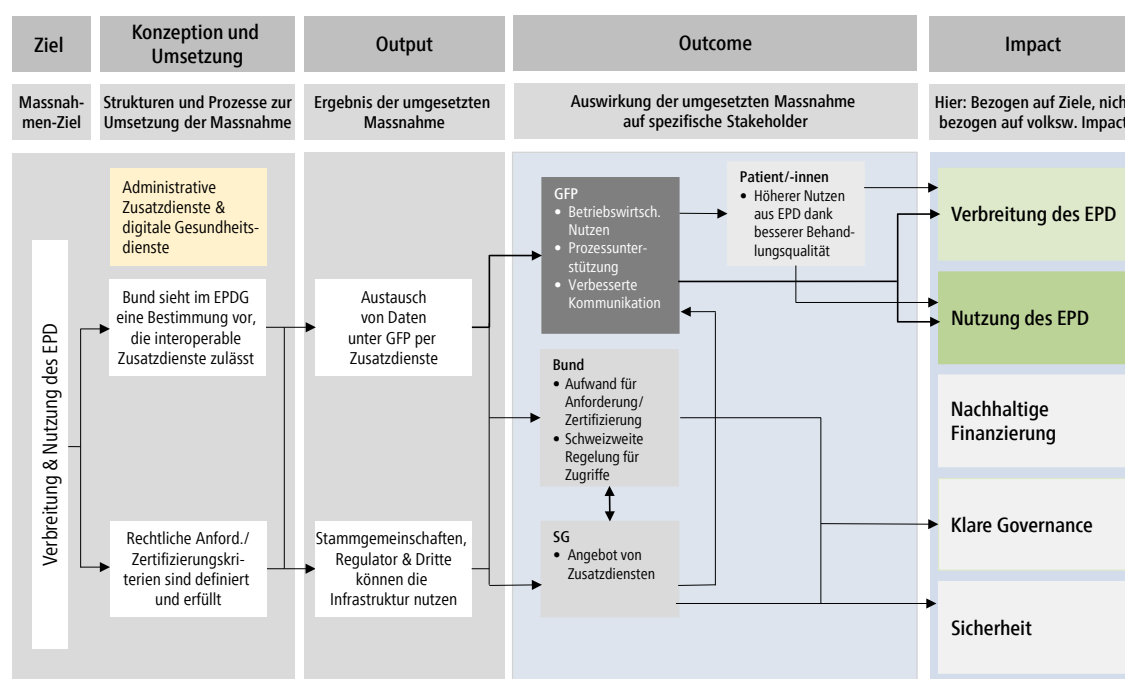 Ziel
Konzeption und
Umsetzung
Output
Outcome
Impact
Massnah-
men-Ziel
Strukturen und Prozesse zur
Umsetzung der Massnahme
Ergebnis der umgesetzten
Massnahme
Auswirkung der umgesetzten Massnahme
auf spezifische Stakeholder
Hier: Bezogen auf Ziele, nich
bezogen auf volksw. Impact
Verbreitung & Nutzung des EPD
Administrative
Zusatzdienste &
digitale Gesundheits-
dienste
Bund sieht im EPDG
eine Bestimmung vor,
die interoperable
Zusatzdienste zulässt
Rechtliche Anford./
Zertifizierungskri-
terien sind definiert
und erfüllt
Austausch
von Daten
unter GFP per
Zusatzdienste
Stammgemeinschaften,
Regulator & Dritte
können die
Infrastruktur nutzen
GFP
• Betriebswirtsch.
Nutzen
• Prozessunter-
stützung
• Verbesserte
Kommunikation
Patient/-innen
• Höherer Nutzen
aus EPD dank
besserer Behand-
lungsqualität
Bund
• Aufwand für
Anforderung/
Zertifizierung
• Schweizweite
Regelung für
Zugriffe
SG
• Angebot von
Zusatzdiensten
Verbreitung des EPD
Nutzung des EPD
Nachhaltige
Finanzierung
Klare Governance
Sicherheit